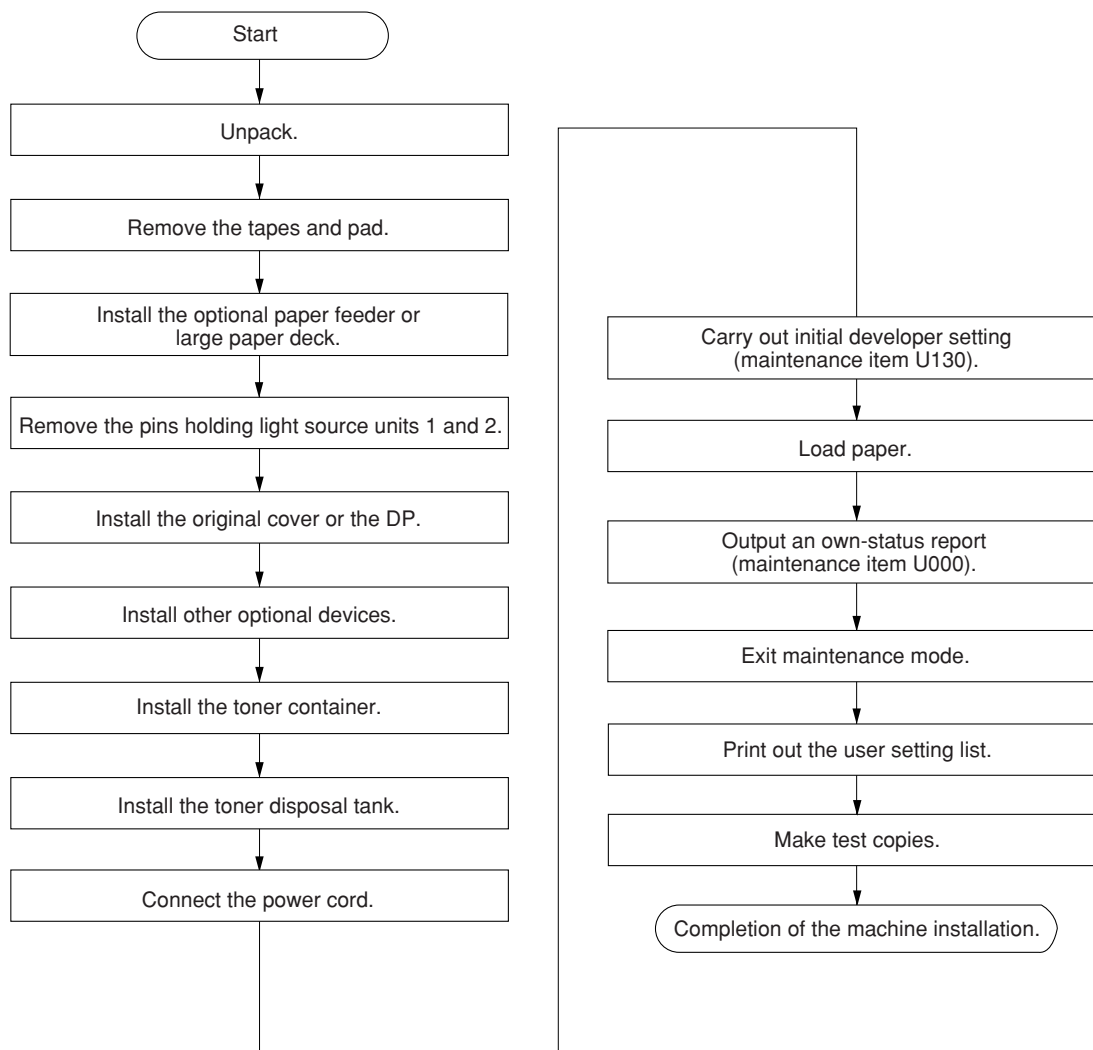 Start
Unpack.
Remove the tapes and pad.
Install the optional paper feeder or
large paper deck.
Remove the pins holding light source units 1 and 2.
Install the original cover or the DP.
Install other optional devices.
Install the toner container.
Install the toner disposal tank.
Connect the power cord.
Carry out initial developer setting
(maintenance item U130).
Load paper.
Output an own-status report
(maintenance item U000).
Exit maintenance mode.
Print out the user setting list.
Make test copies.
Completion of the machine installation.